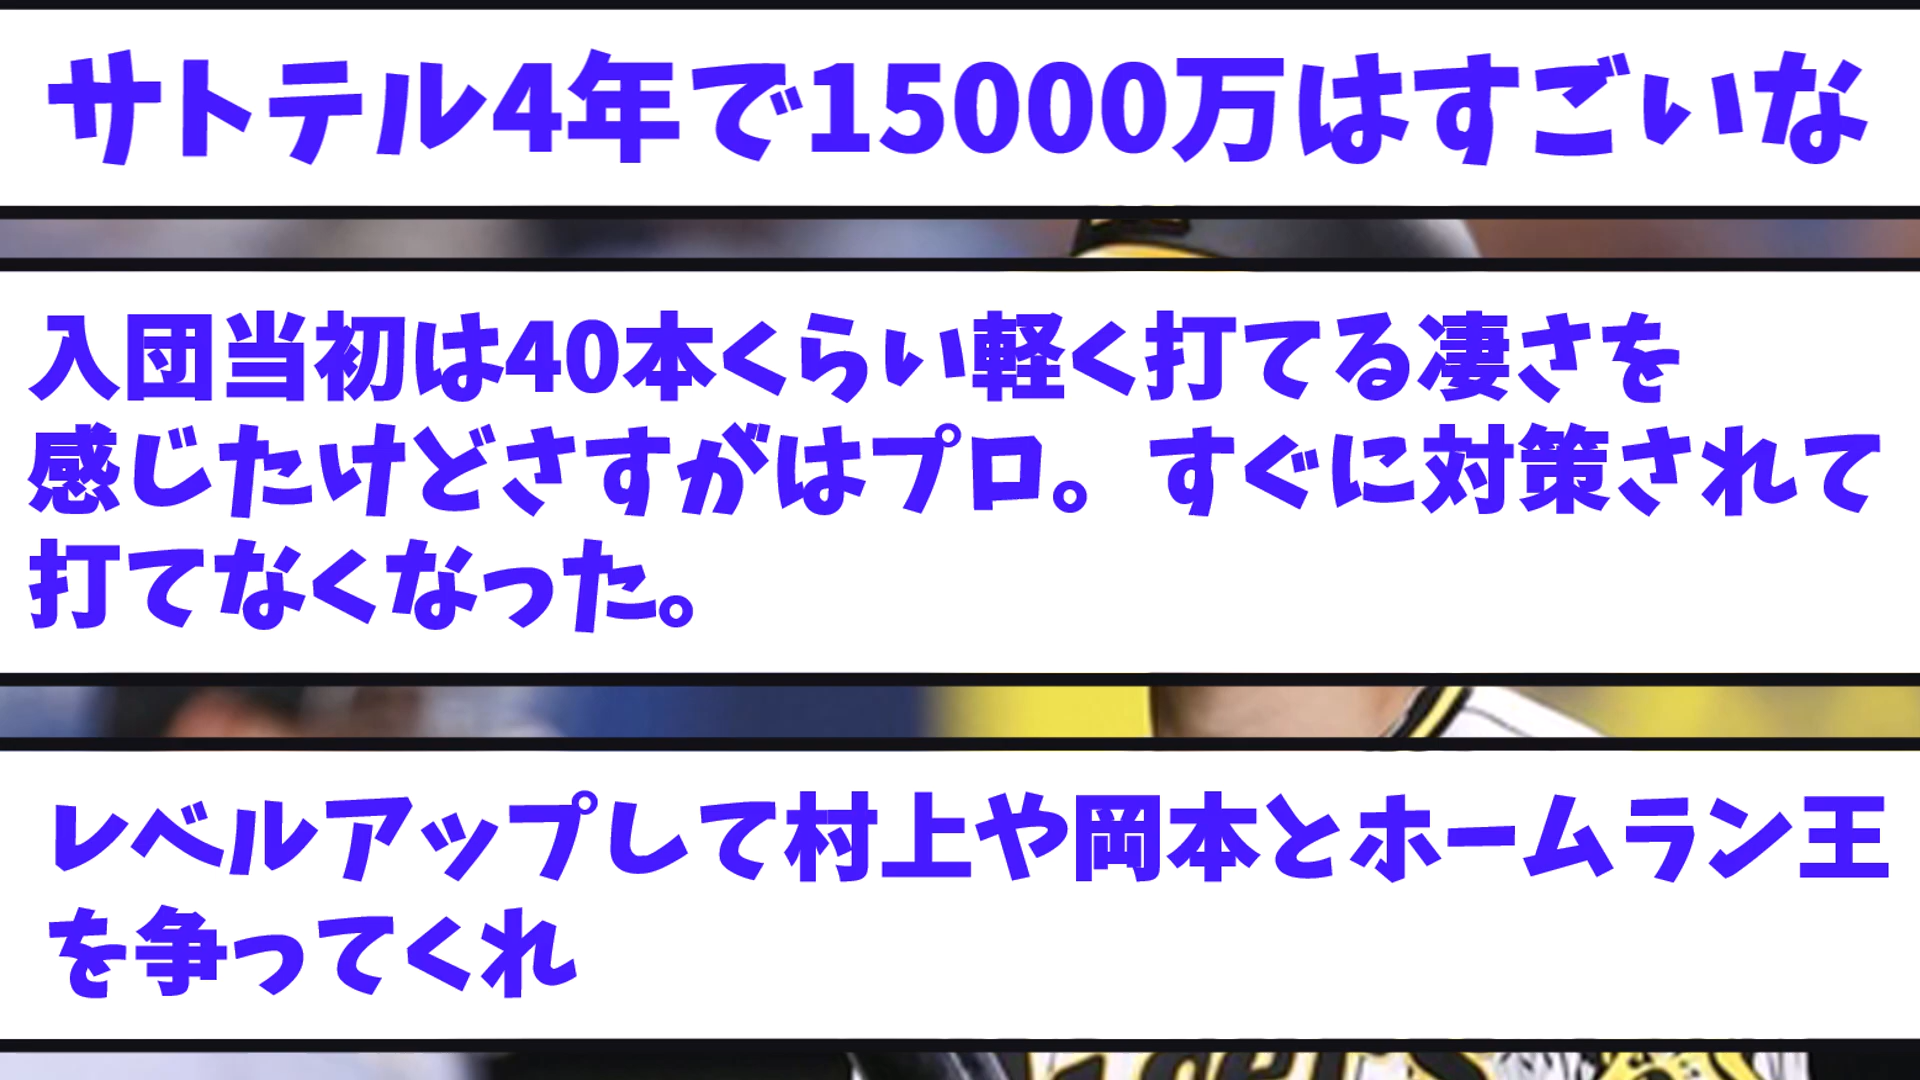 サトテル4年で15000万はすごいな
入団当初は40本くらい軽く打てる凄さを
感じたけどさすがはプロ。すぐに対策されて
打てなくなった。
レベルアップして村上や岡本とホームラン王
を争ってくれ